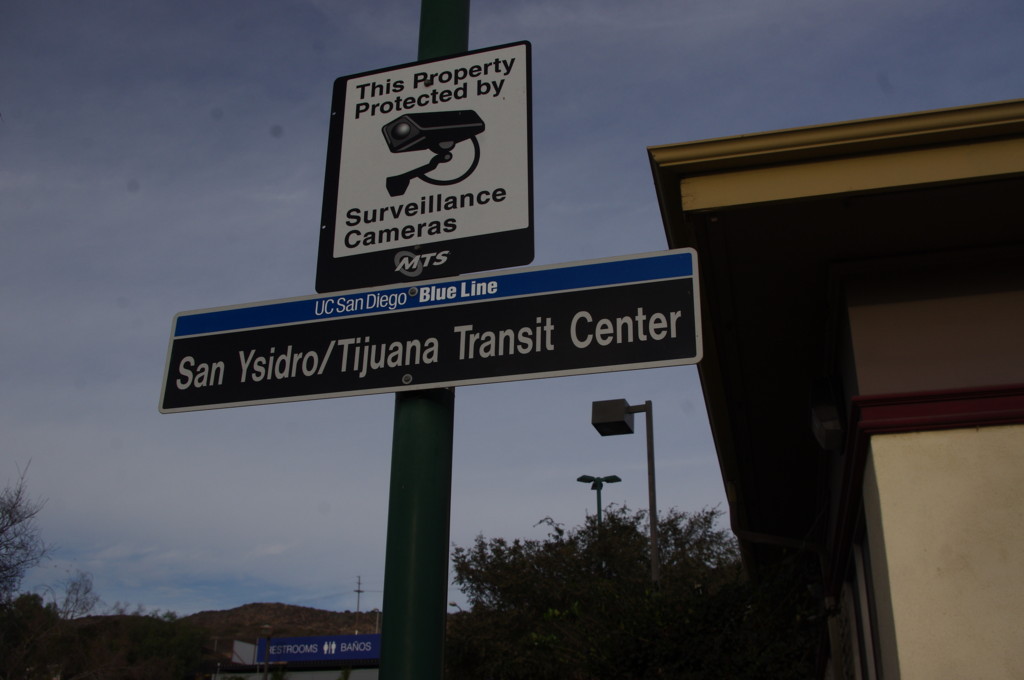 This Property
Protected by
Surveillance
Cameras
MTS
UC San Diego Blue Line
San Ysidro/Tijuana Transit Center
RESTROOMS BAÑOS